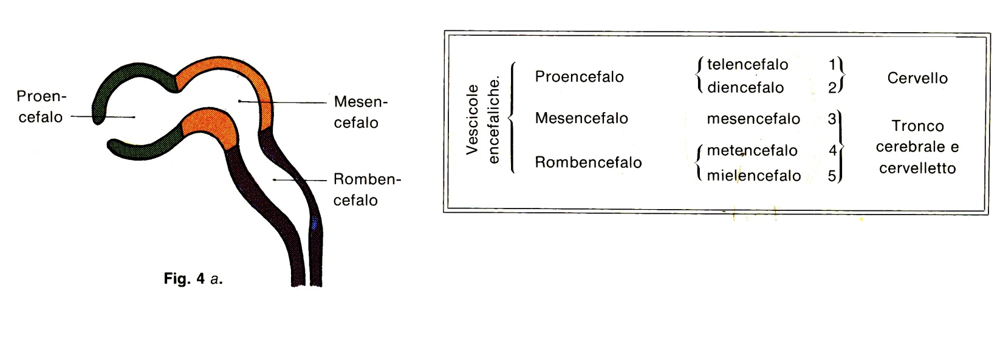 Proen-
cefalo
Mesen-
cefalo
Romben-
cefalo
Fig. 4 a.
Vescicole
encefaliche.
Proencefalo
telencefalo 1
diencefalo 2
Cervello
Mesencefalo
mesencefalo 3
Rombencefalo
metencefalo 4
mielencefalo 5
Tronco
cerebrale e
cervelletto